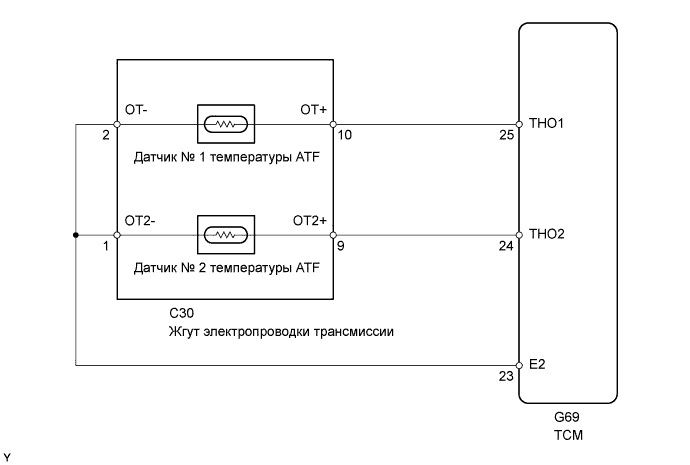 OT- OT+
2 10 25 THO1
Датчик № 1 температуры ATF
OT2- OT2+
1 9 24 THO2
Датчик № 2 температуры ATF
C30
Жгут электропроводки трансмиссии
E2
23
G69
TCM
Y